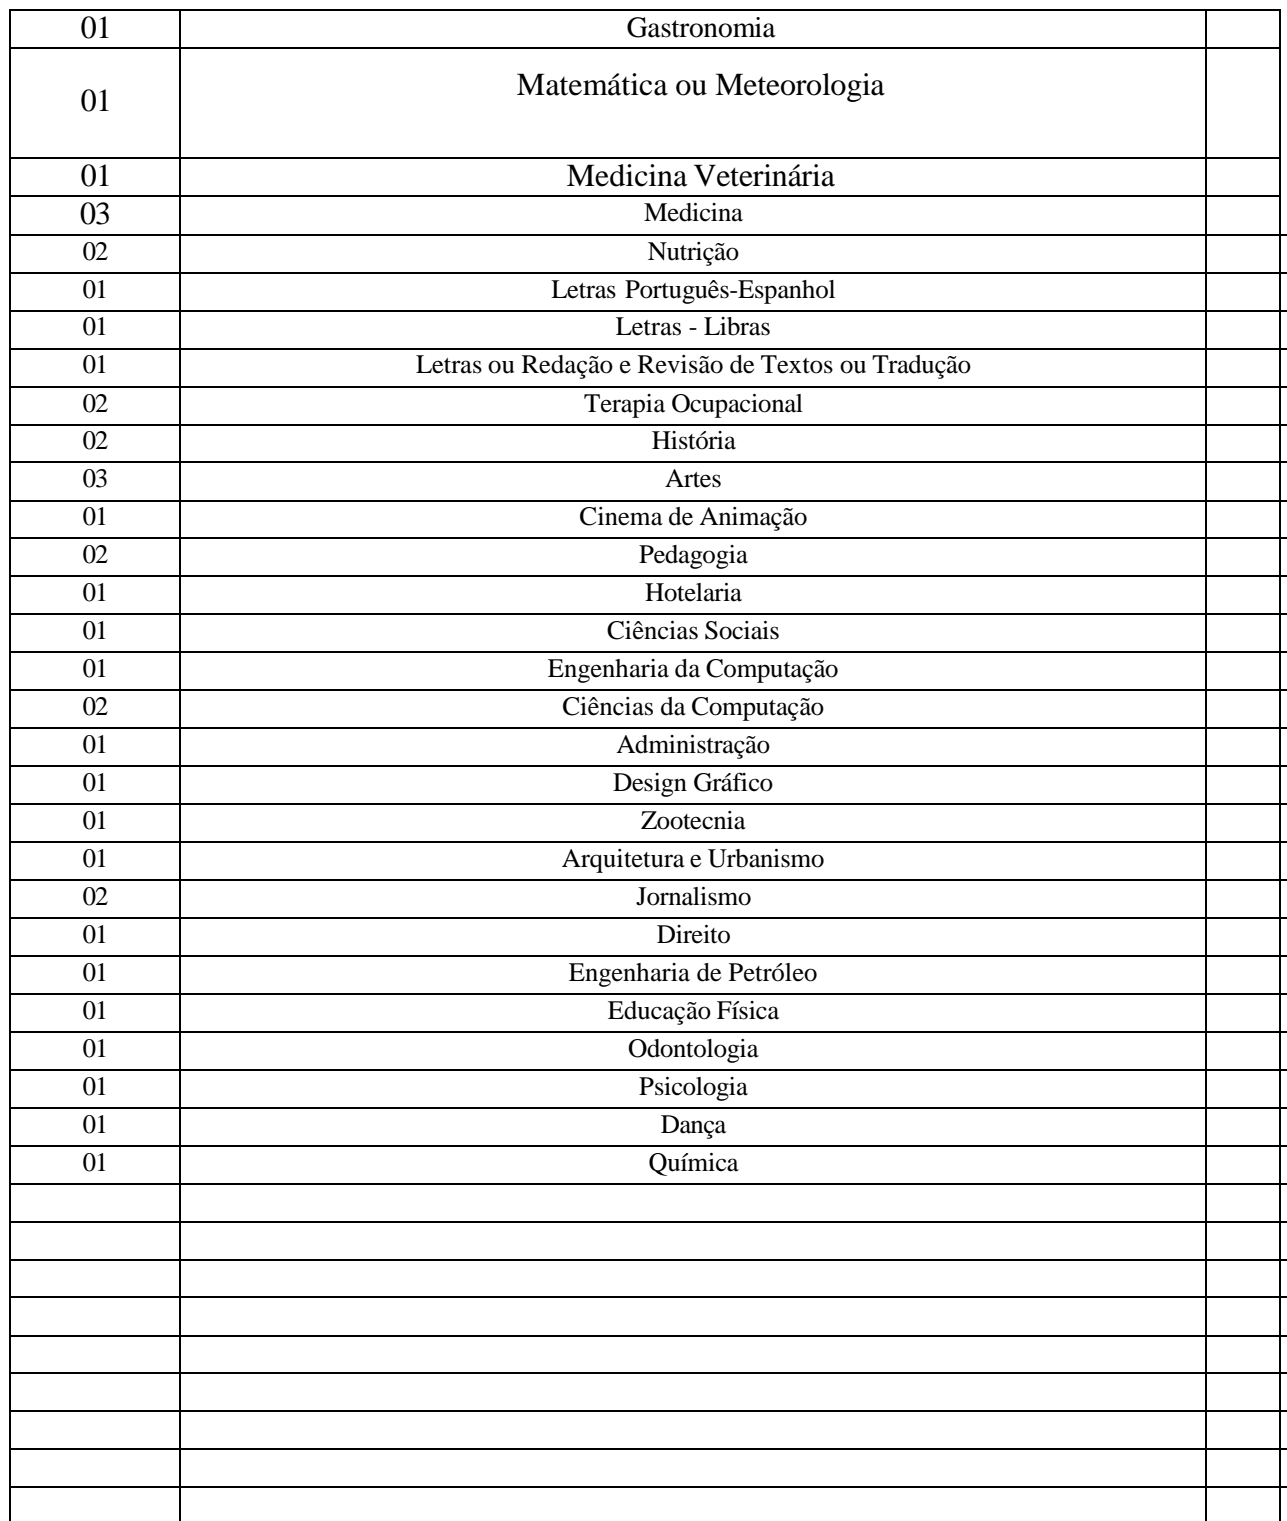 01 Gastronomia
01 Matemática ou Meteorologia
01 Medicina Veterinária
03 Medicina
02 Nutrição
01 Letras Português-Espanhol
01 Letras - Libras
01 Letras ou Redação e Revisão de Textos ou Tradução
02 Terapia Ocupacional
02 História
03 Artes
01 Cinema de Animação
02 Pedagogia
01 Hotelaria
01 Ciências Sociais
01 Engenharia da Computação
02 Ciências da Computação
01 Administração
01 Design Gráfico
01 Zootecnia
01 Arquitetura e Urbanismo
02 Jornalismo
01 Direito
01 Engenharia de Petróleo
01 Educação Física
01 Odontologia
01 Psicologia
01 Dança
01 Química